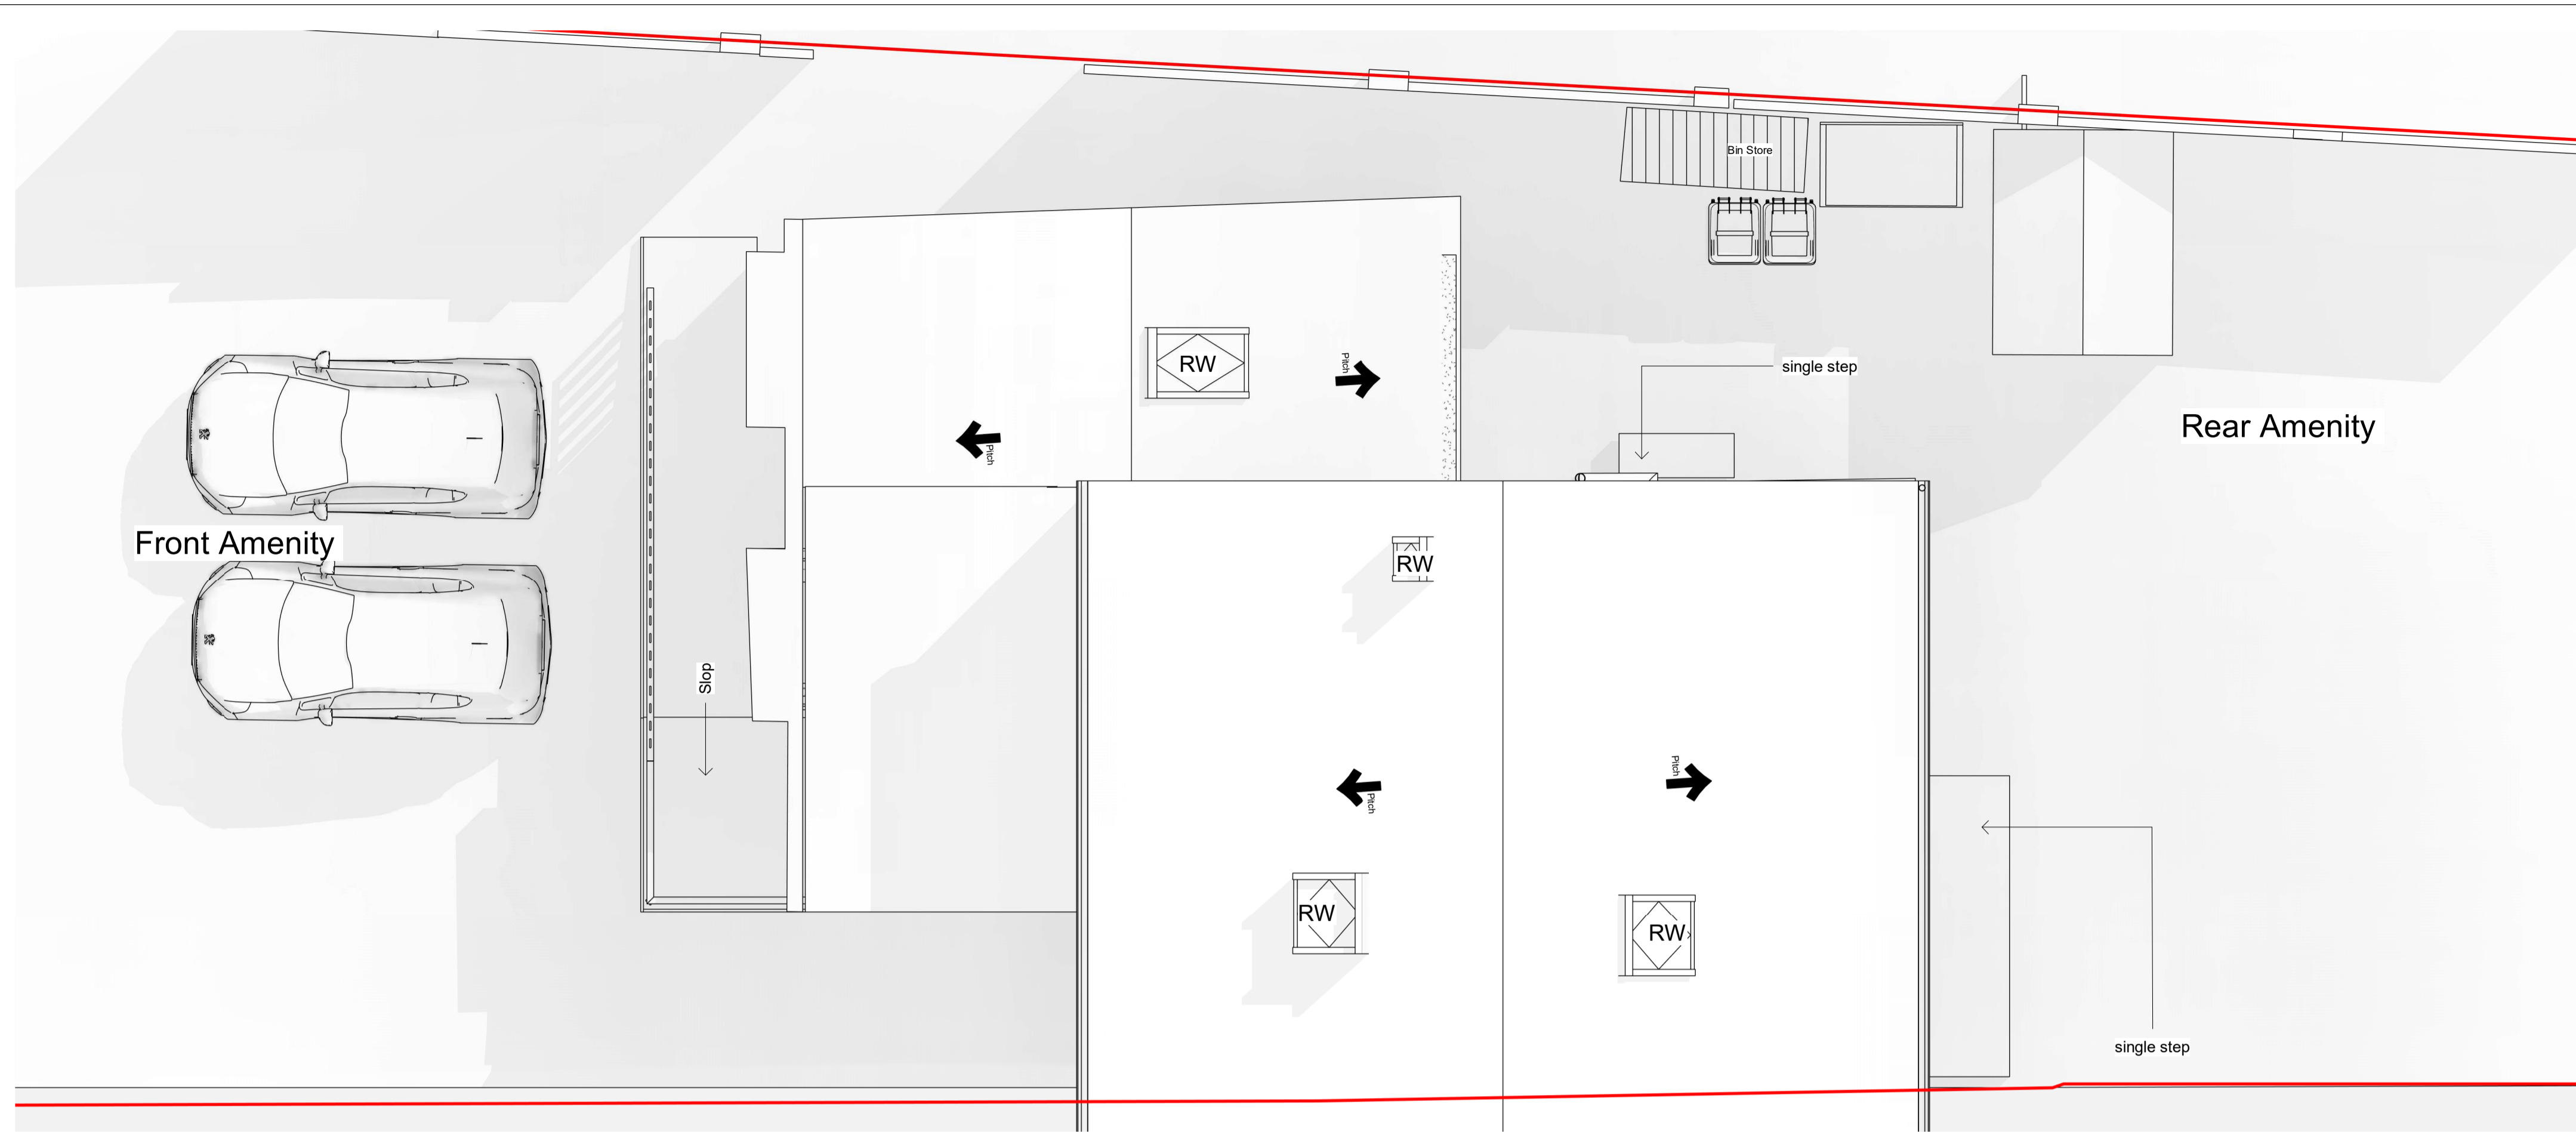 Bin Store
RW
Pitch
single step
Pitch
Rear Amenity
Front Amenity
RW
Slop
Pitch
Pitch
RW
RW
single step